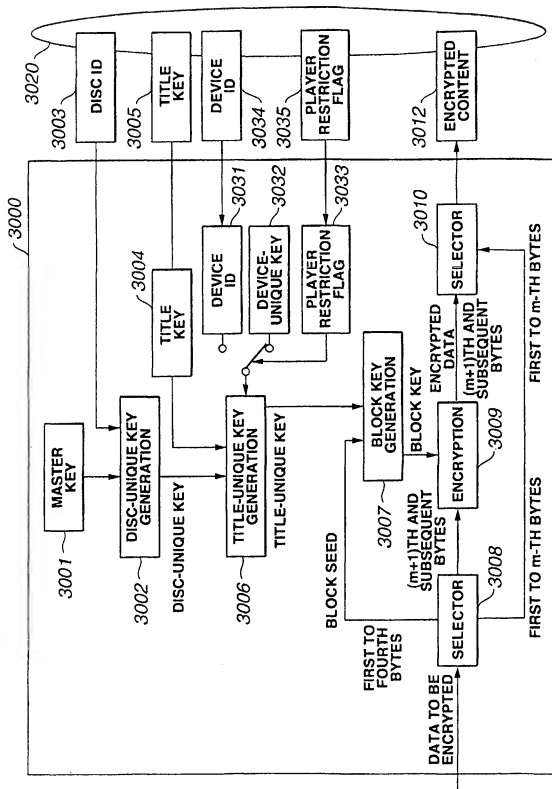 3000
3020
3003
DISC ID
3005
TITLE
KEY
3034
DEVICE
ID
3035
PLAYER
RESTRICTION
FLAG
3012
ENCRYPTED
CONTENT
3001
MASTER
KEY
3004
TITLE
KEY
3031
DEVICE
ID
3032
DEVICE-
UNIQUE KEY
3033
PLAYER
RESTRICTION
FLAG
3002
DISC-UNIQUE KEY
GENERATION
DISC-UNIQUE KEY
3006
TITLE-UNIQUE KEY
GENERATION
TITLE-UNIQUE KEY
BLOCK SEED
3007
BLOCK KEY
GENERATION
BLOCK KEY
FIRST TO
FOURTH
BYTES
DATA TO BE
ENCRYPTED
3008
SELECTOR
(m+1)TH AND
SUBSEQUENT
BYTES
3009
ENCRYPTION
ENCRYPTED
DATA
(m+1)TH AND
SUBSEQUENT
BYTES
3010
SELECTOR
FIRST TO m-TH BYTES
FIRST TO m-TH BYTES